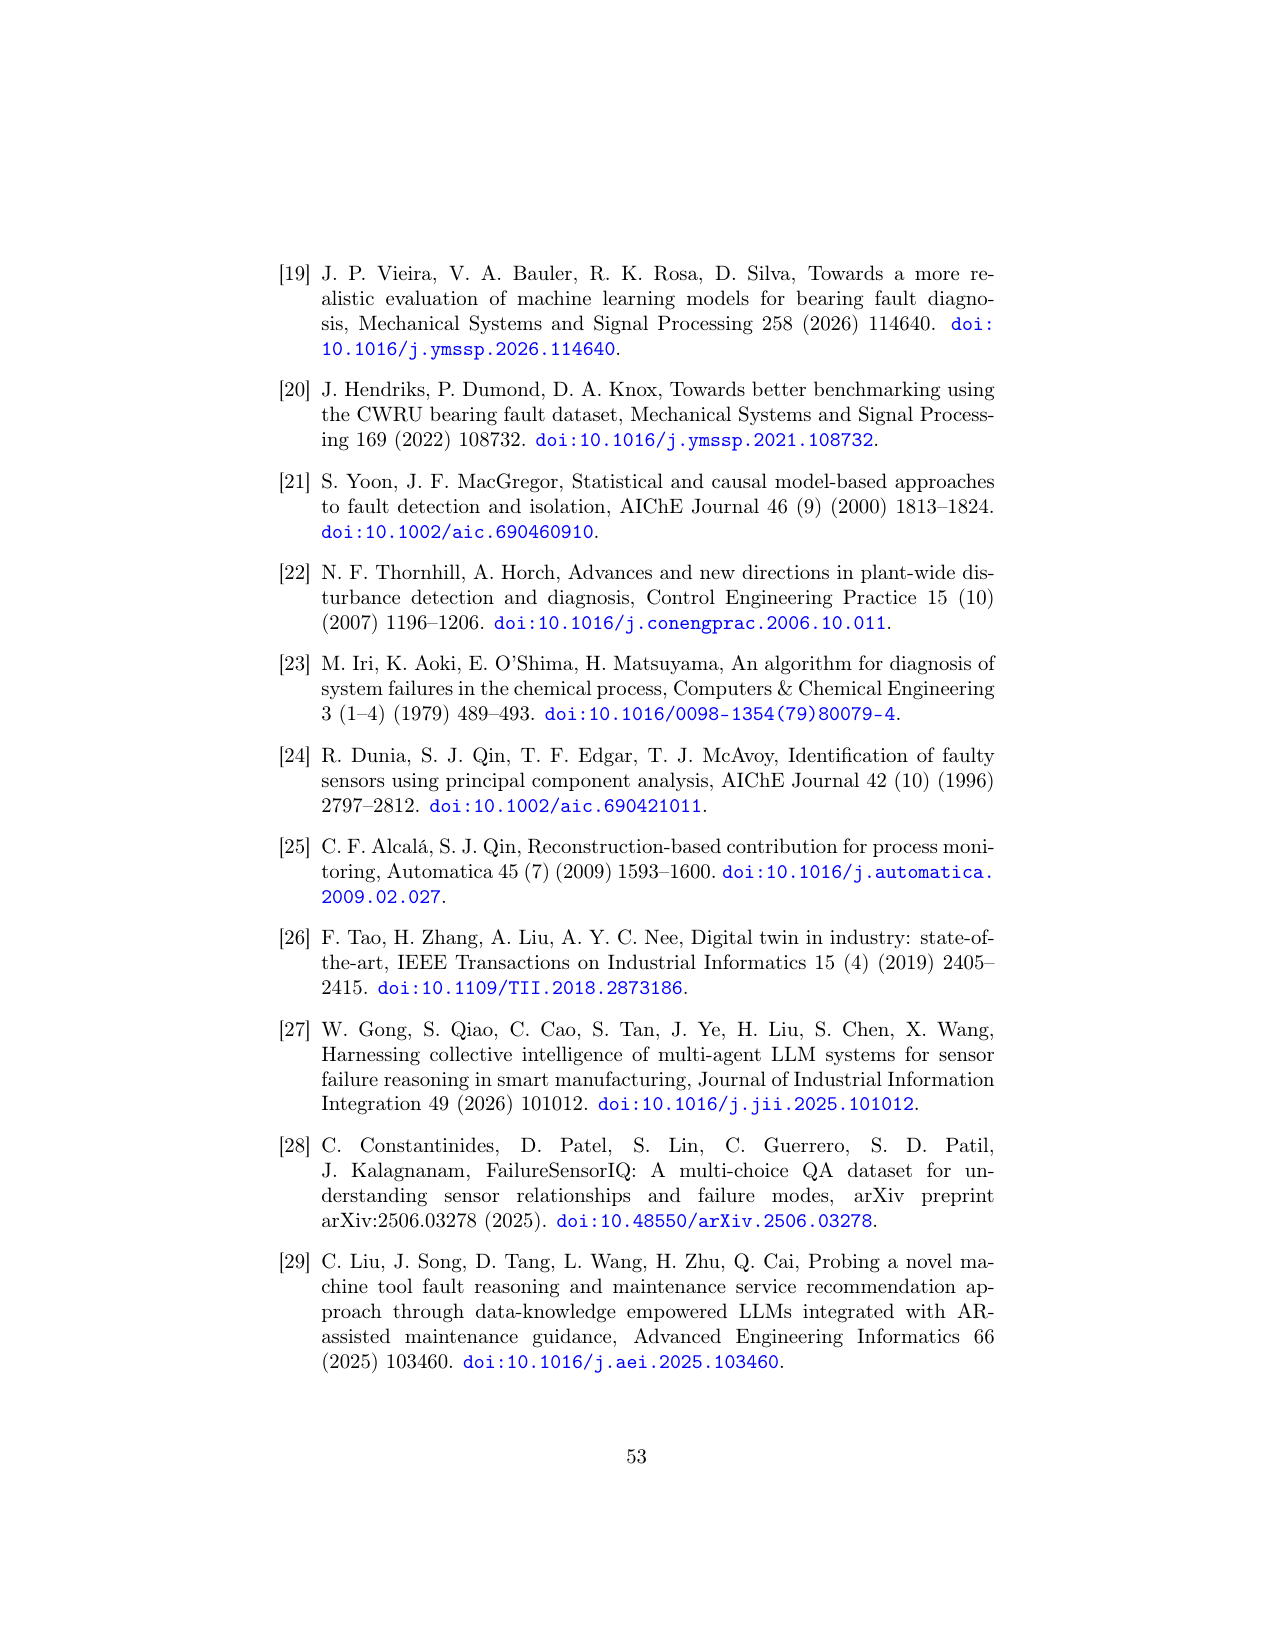 [19] J. P. Vieira, V. A. Bauler, R. K. Rosa, D. Silva, Towards a more re-
alistic evaluation of machine learning models for bearing fault diagno-
sis, Mechanical Systems and Signal Processing 258 (2026) 114640. doi:
10.1016/j.ymssp.2026.114640.
[20] J. Hendriks, P. Dumond, D. A. Knox, Towards better benchmarking using
the CWRU bearing fault dataset, Mechanical Systems and Signal Process-
ing 169 (2022) 108732. doi:10.1016/j.ymssp.2021.108732.
[21] S. Yoon, J. F. MacGregor, Statistical and causal model-based approaches
to fault detection and isolation, AIChE Journal 46 (9) (2000) 1813–1824.
doi:10.1002/aic.690460910.
[22] N. F. Thornhill, A. Horch, Advances and new directions in plant-wide dis-
turbance detection and diagnosis, Control Engineering Practice 15 (10)
(2007) 1196–1206. doi:10.1016/j.conengprac.2006.10.011.
[23] M. Iri, K. Aoki, E. O'Shima, H. Matsuyama, An algorithm for diagnosis of
system failures in the chemical process, Computers & Chemical Engineering
3 (1–4) (1979) 489–493. doi:10.1016/0098-1354(79)80079-4.
[24] R. Dunia, S. J. Qin, T. F. Edgar, T. J. McAvoy, Identification of faulty
sensors using principal component analysis, AIChE Journal 42 (10) (1996)
2797–2812. doi:10.1002/aic.690421011.
[25] C. F. Alcalá, S. J. Qin, Reconstruction-based contribution for process moni-
toring, Automatica 45 (7) (2009) 1593–1600. doi:10.1016/j.automatica.
2009.02.027.
[26] F. Tao, H. Zhang, A. Liu, A. Y. C. Nee, Digital twin in industry: state-of-
the-art, IEEE Transactions on Industrial Informatics 15 (4) (2019) 2405–
2415. doi:10.1109/TII.2018.2873186.
[27] W. Gong, S. Qiao, C. Cao, S. Tan, J. Ye, H. Liu, S. Chen, X. Wang,
Harnessing collective intelligence of multi-agent LLM systems for sensor
failure reasoning in smart manufacturing, Journal of Industrial Information
Integration 49 (2026) 101012. doi:10.1016/j.jii.2025.101012.
[28] C. Constantinides, D. Patel, S. Lin, C. Guerrero, S. D. Patil,
J. Kalagnanam, FailureSensorIQ: A multi-choice QA dataset for un-
derstanding sensor relationships and failure modes, arXiv preprint
arXiv:2506.03278 (2025). doi:10.48550/arXiv.2506.03278.
[29] C. Liu, J. Song, D. Tang, L. Wang, H. Zhu, Q. Cai, Probing a novel ma-
chine tool fault reasoning and maintenance service recommendation ap-
proach through data-knowledge empowered LLMs integrated with AR-
assisted maintenance guidance, Advanced Engineering Informatics 66
(2025) 103460. doi:10.1016/j.aei.2025.103460.
53